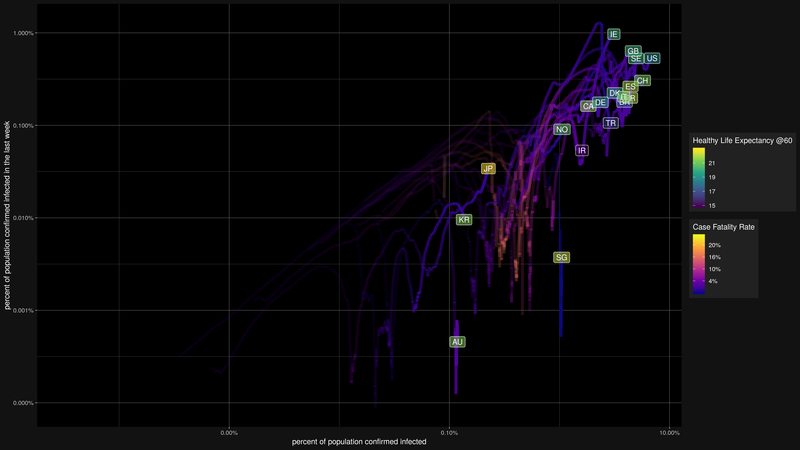 1.000%
0.100%
0.010%
0.001%
0.000%
percent of population confirmed infected in the last week
0.00%
0.10%
10.00%
percent of population confirmed infected
IE
GB
SE
US
CH
ES
DK
DE
CA
TR
NO
IR
JP
KR
SG
AU
Healthy Life Expectancy @60
21
19
17
15
Case Fatality Rate
20%
16%
10%
4%